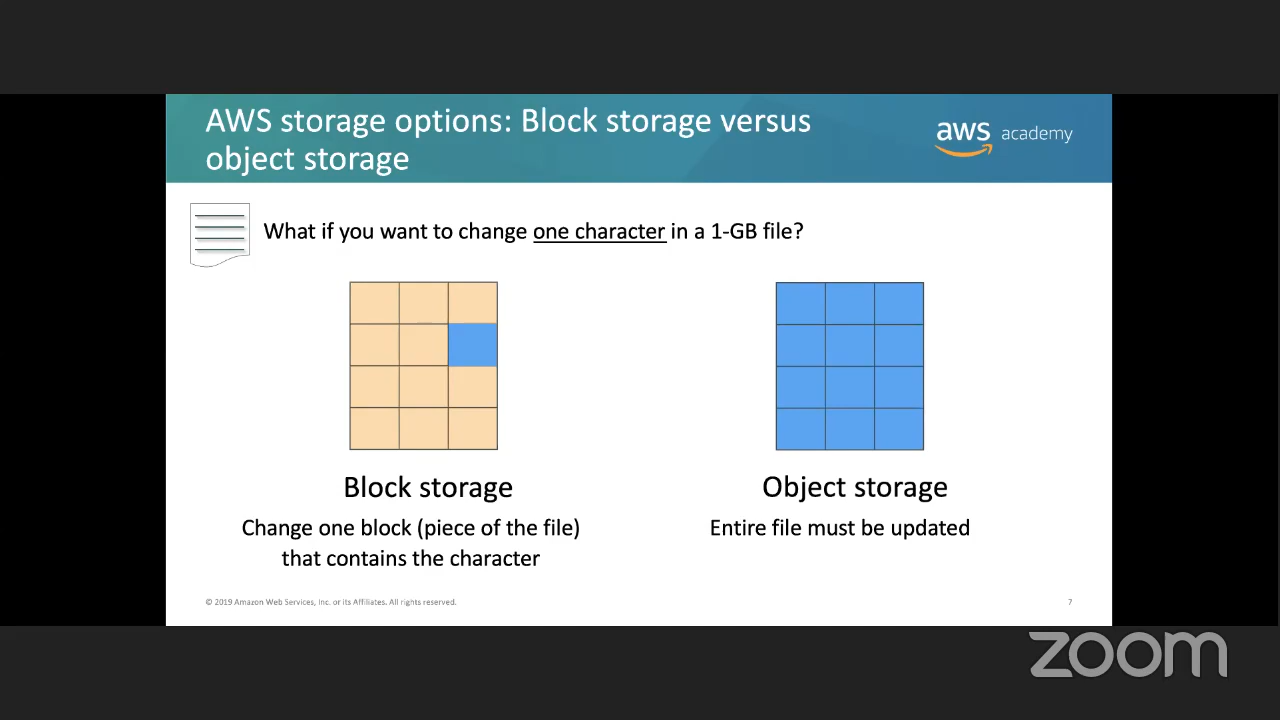 AWS storage options: Block storage versus
object storage
aws academy
What if you want to change one character in a 1-GB file?
Block storage
Change one block (piece of the file)
that contains the character
Object storage
Entire file must be updated
© 2019 Amazon Web Services, Inc. or its Affiliates. All rights reserved.
7
zoom